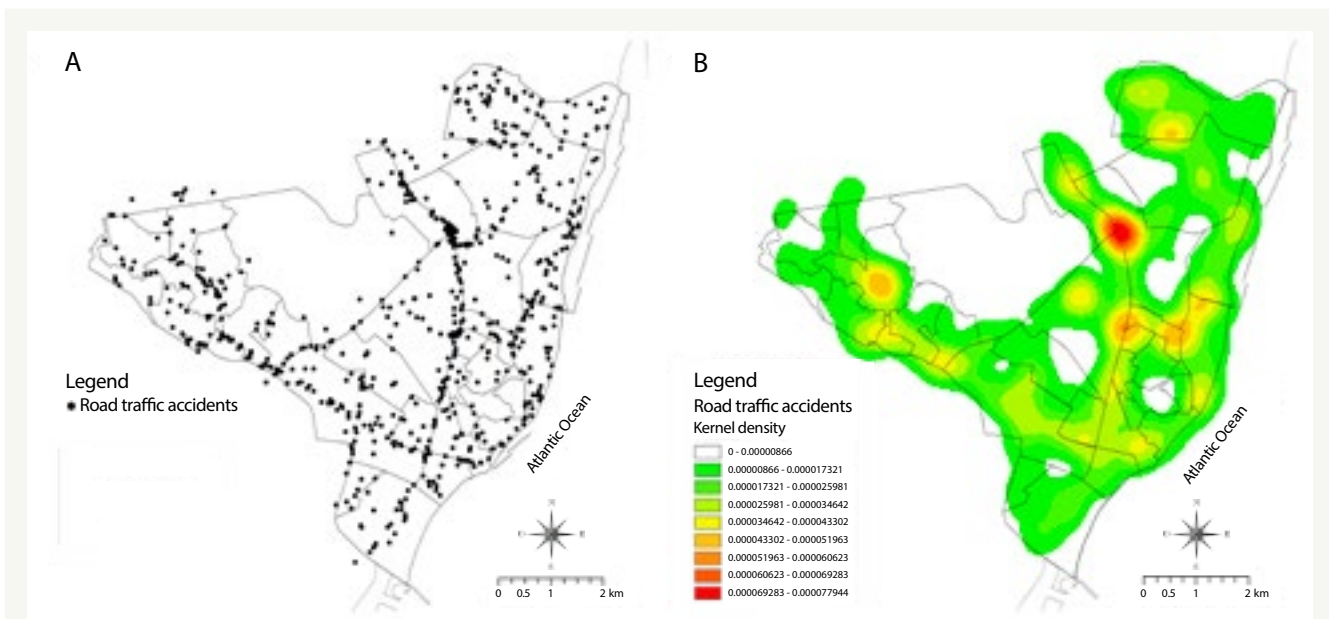 A
Legend
Road traffic accidents
Atlantic Ocean
0 0.5 1 2 km
B
Legend
Road traffic accidents
Kernel density
0 - 0.00000866
0.00000866 - 0.000017321
0.000017321 - 0.000025981
0.000025981 - 0.000034642
0.000034642 - 0.000043302
0.000043302 - 0.000051963
0.000051963 - 0.000060623
0.000060623 - 0.000069283
0.000069283 - 0.000077944
Atlantic Ocean
0 0.5 1 2 km